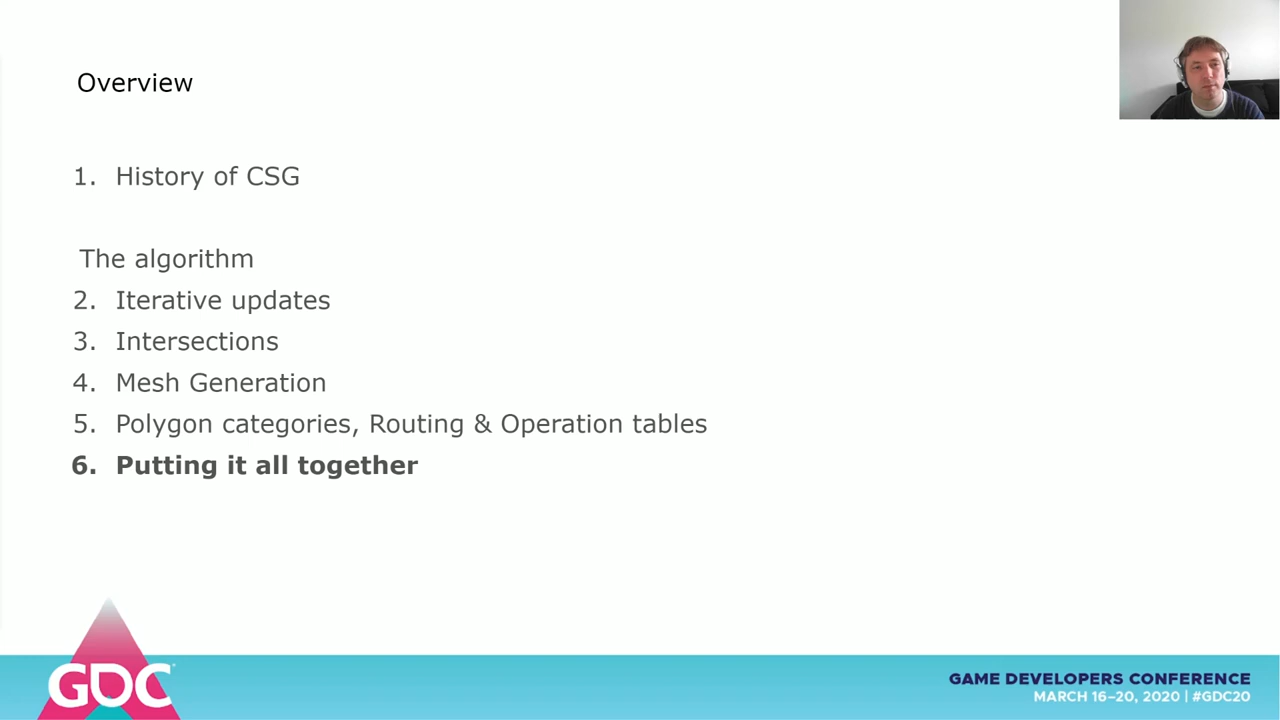 Overview
1. History of CSG
The algorithm
2. Iterative updates
3. Intersections
4. Mesh Generation
5. Polygon categories, Routing & Operation tables
6. Putting it all together
GDC
GAME DEVELOPERS CONFERENCE
MARCH 16–20, 2020 | #GDC20